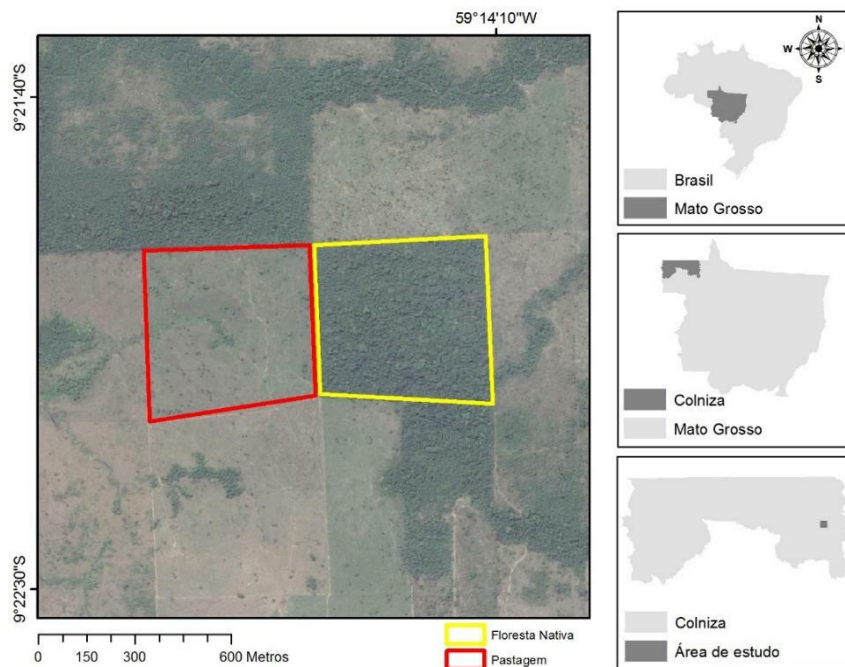 59°14'10"W
9°21'40"S
9°22'30"S
0 150 300 600 Metros
Floresta Nativa
Pastagem
N
W E
S
Brasil
Mato Grosso
Colniza
Mato Grosso
Colniza
Área de estudo